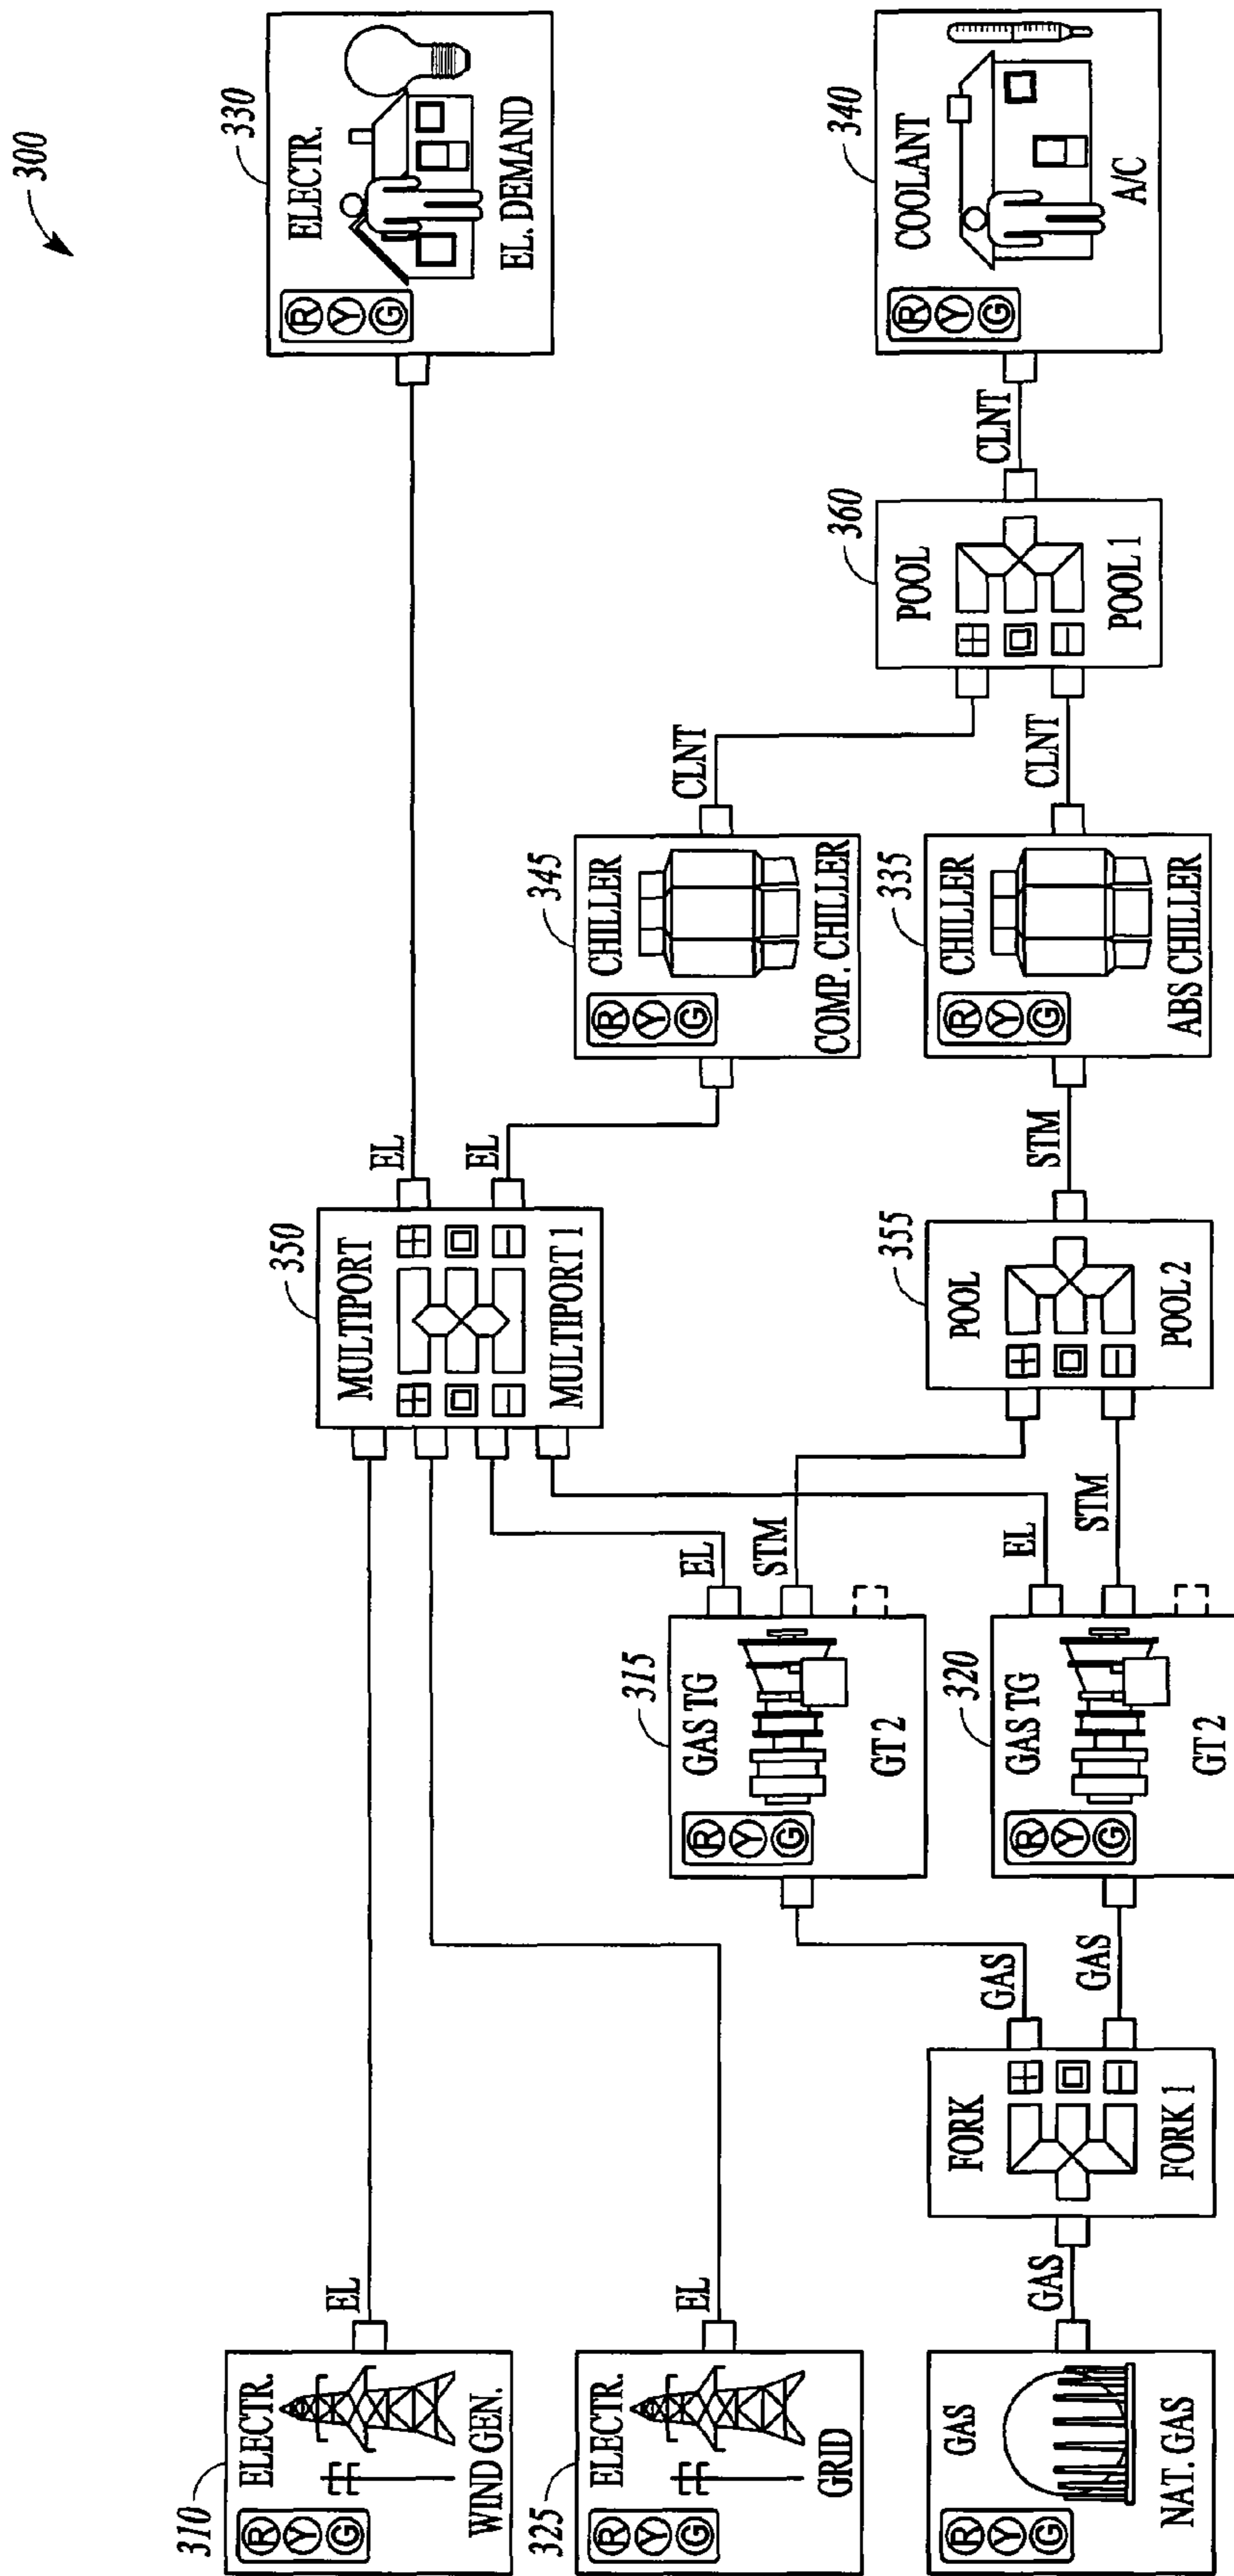 300
310
ELECTR.
R
Y
G
WIND GEN.
EL
325
ELECTR.
R
Y
G
GRID
EL
GAS
R
Y
G
NAT. GAS
GAS
FORK
FORK 1
GAS
GAS
315
GAS TG
R
Y
G
GT 2
EL
STM
320
GAS TG
R
Y
G
GT 2
EL
STM
350
MULTIPORT
MULTIPORT 1
EL
EL
355
POOL
POOL 2
STM
345
CHILLER
R
Y
G
COMP. CHILLER
CLNT
335
CHILLER
R
Y
G
ABS CHILLER
CLNT
360
POOL
POOL 1
CLNT
330
ELECTR.
R
Y
G
EL. DEMAND
340
COOLANT
R
Y
G
A/C